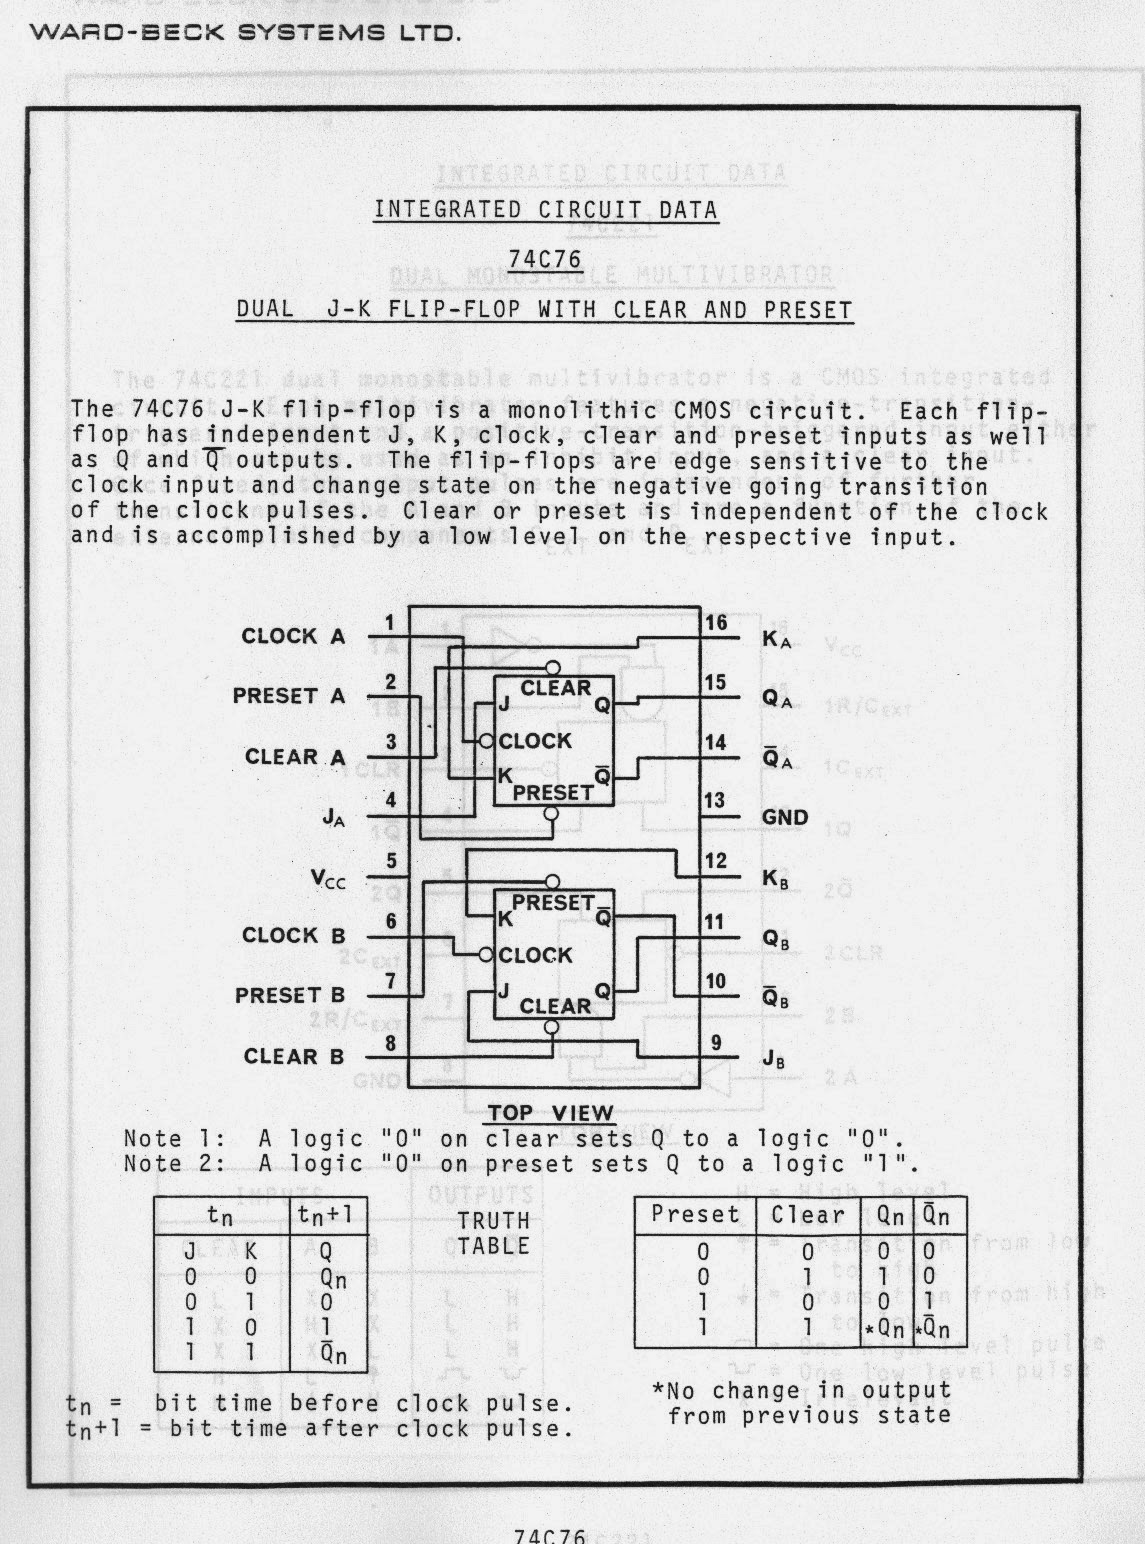 WARD-BECK SYSTEMS LTD.
INTEGRATED CIRCUIT DATA
74C76
DUAL J-K FLIP-FLOP WITH CLEAR AND PRESET
The 74C76 J-K flip-flop is a monolithic CMOS circuit. Each flip-
flop has independent J, K, clock, clear and preset inputs as well
as Q and Q̅ outputs. The flip-flops are edge sensitive to the
clock input and change state on the negative going transition
of the clock pulses. Clear or preset is independent of the clock
and is accomplished by a low level on the respective input.
CLOCK A 1 16 K_A
PRESET A 2 15 Q_A
CLEAR A 3 14 Q̅_A
J_A 4 13 GND
V_CC 5 12 K_B
CLOCK B 6 11 Q_B
PRESET B 7 10 Q̅_B
CLEAR B 8 9 J_B
CLEAR
J Q
CLOCK
K Q̅
PRESET
PRESET
K Q̅
CLOCK
J Q
CLEAR
TOP VIEW
Note 1: A logic "0" on clear sets Q to a logic "0".
Note 2: A logic "0" on preset sets Q to a logic "1".
tn tn+1
J K Q
0 0 Qn
0 1 0
1 0 1
1 1 Q̅n
TRUTH
TABLE
Preset Clear Qn Q̅n
0 0 0 0
0 1 1 0
1 0 0 1
1 1 *Qn *Q̅n
tn = bit time before clock pulse.
tn+1 = bit time after clock pulse.
*No change in output
from previous state
74C76